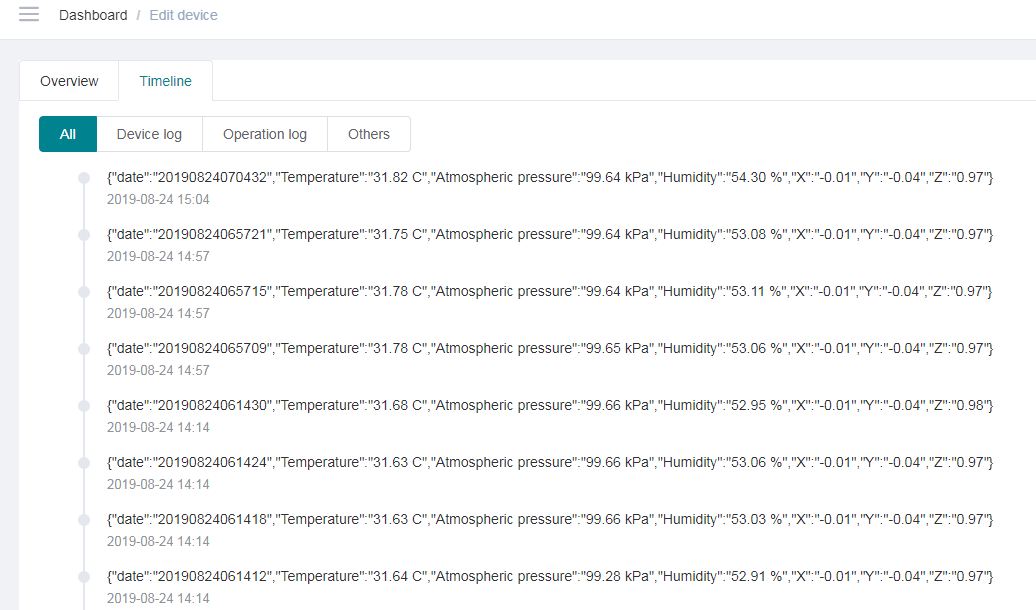 Dashboard / Edit device
Overview Timeline
All Device log Operation log Others
{"date":"20190824070432","Temperature":"31.82 C","Atmospheric pressure":"99.64 kPa","Humidity":"54.30 %","X":"-0.01","Y":"-0.04","Z":"0.97"}
2019-08-24 15:04
{"date":"20190824065721","Temperature":"31.75 C","Atmospheric pressure":"99.64 kPa","Humidity":"53.08 %","X":"-0.01","Y":"-0.04","Z":"0.97"}
2019-08-24 14:57
{"date":"20190824065715","Temperature":"31.78 C","Atmospheric pressure":"99.64 kPa","Humidity":"53.11 %","X":"-0.01","Y":"-0.04","Z":"0.97"}
2019-08-24 14:57
{"date":"20190824065709","Temperature":"31.78 C","Atmospheric pressure":"99.65 kPa","Humidity":"53.06 %","X":"-0.01","Y":"-0.04","Z":"0.97"}
2019-08-24 14:57
{"date":"20190824061430","Temperature":"31.68 C","Atmospheric pressure":"99.66 kPa","Humidity":"52.95 %","X":"-0.01","Y":"-0.04","Z":"0.98"}
2019-08-24 14:14
{"date":"20190824061424","Temperature":"31.63 C","Atmospheric pressure":"99.66 kPa","Humidity":"53.06 %","X":"-0.01","Y":"-0.04","Z":"0.97"}
2019-08-24 14:14
{"date":"20190824061418","Temperature":"31.63 C","Atmospheric pressure":"99.66 kPa","Humidity":"53.03 %","X":"-0.01","Y":"-0.04","Z":"0.97"}
2019-08-24 14:14
{"date":"20190824061412","Temperature":"31.64 C","Atmospheric pressure":"99.28 kPa","Humidity":"52.91 %","X":"-0.01","Y":"-0.04","Z":"0.97"}
2019-08-24 14:14